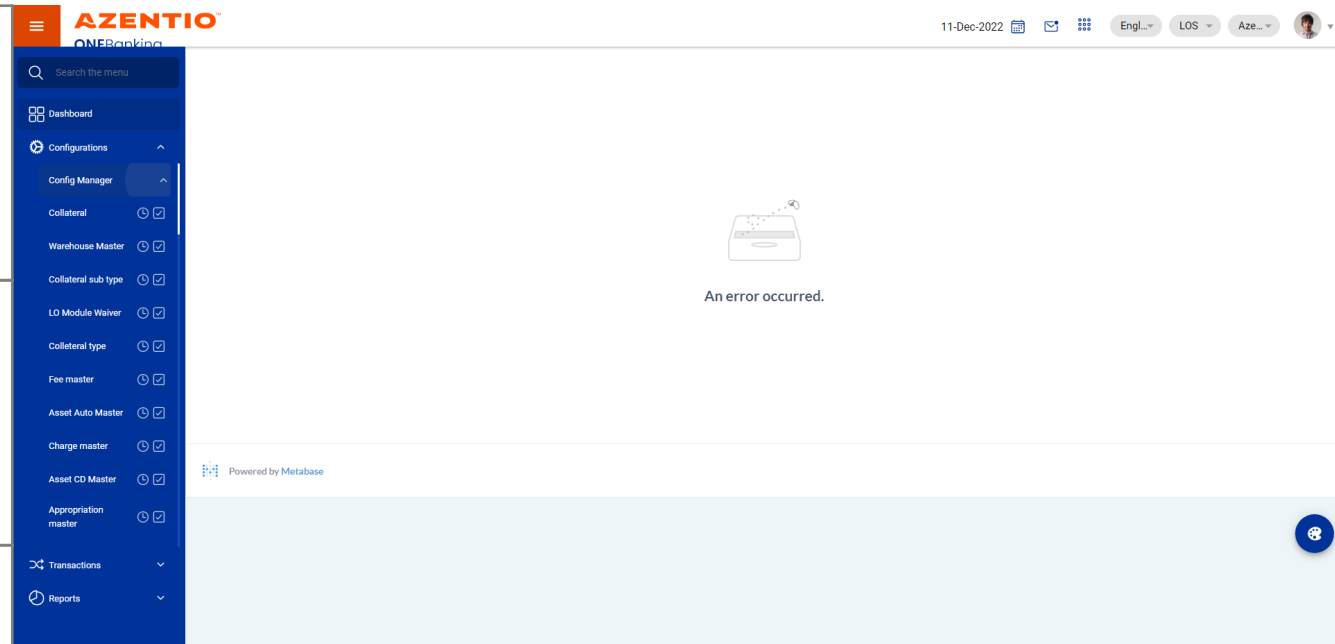 AZENTIO™
ONEBanking
11-Dec-2022
Engl...
LOS
Aze...
Search the menu
Dashboard
Configurations
Config Manager
Collateral
Warehouse Master
Collateral sub type
LO Module Waiver
Colleteral type
Fee master
Asset Auto Master
Charge master
Asset CD Master
Appropriation
master
Transactions
Reports
An error occurred.
Powered by Metabase